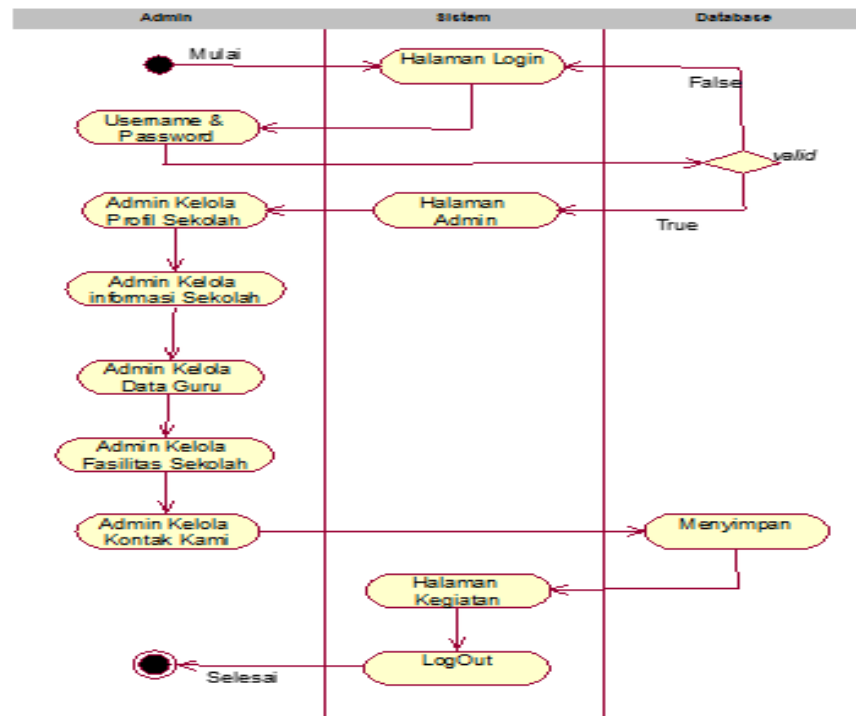 Admin
Sistem
Database
Mulai
Halaman Login
False
Username &
Password
valid
Admin Kelola
Profil Sekolah
Halaman
Admin
True
Admin Kelola
informasi Sekolah
Admin Kelola
Data Guru
Admin Kelola
Fasilitas Sekolah
Admin Kelola
Kontak Kami
Menyimpan
Halaman
Kegiatan
LogOut
Selesai